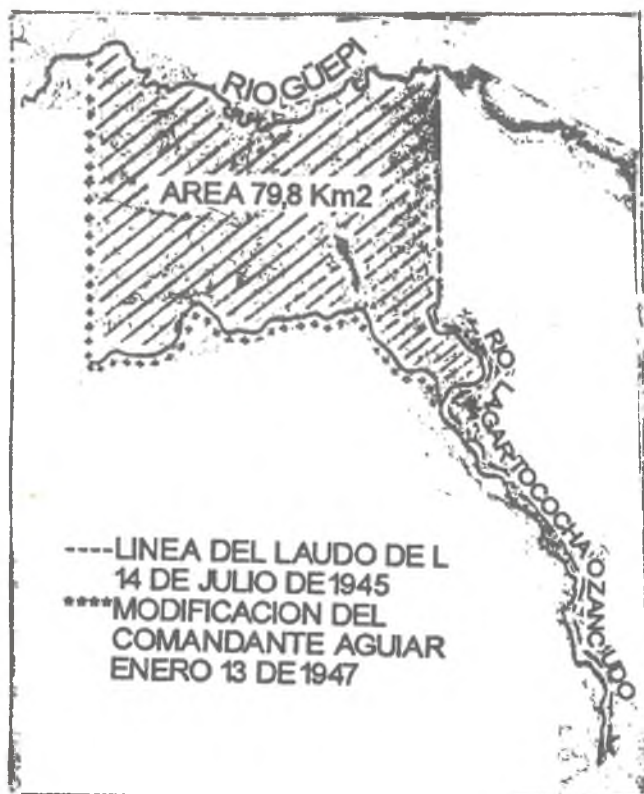 RIO GÜEPI
AREA 79,8 Km2
RIO LAGARTOCOCHA O ZANCUDO
----LINEA DEL LAUDO DE L
14 DE JULIO DE 1945
****MODIFICACION DEL
COMANDANTE AGUIAR
ENERO 13 DE 1947